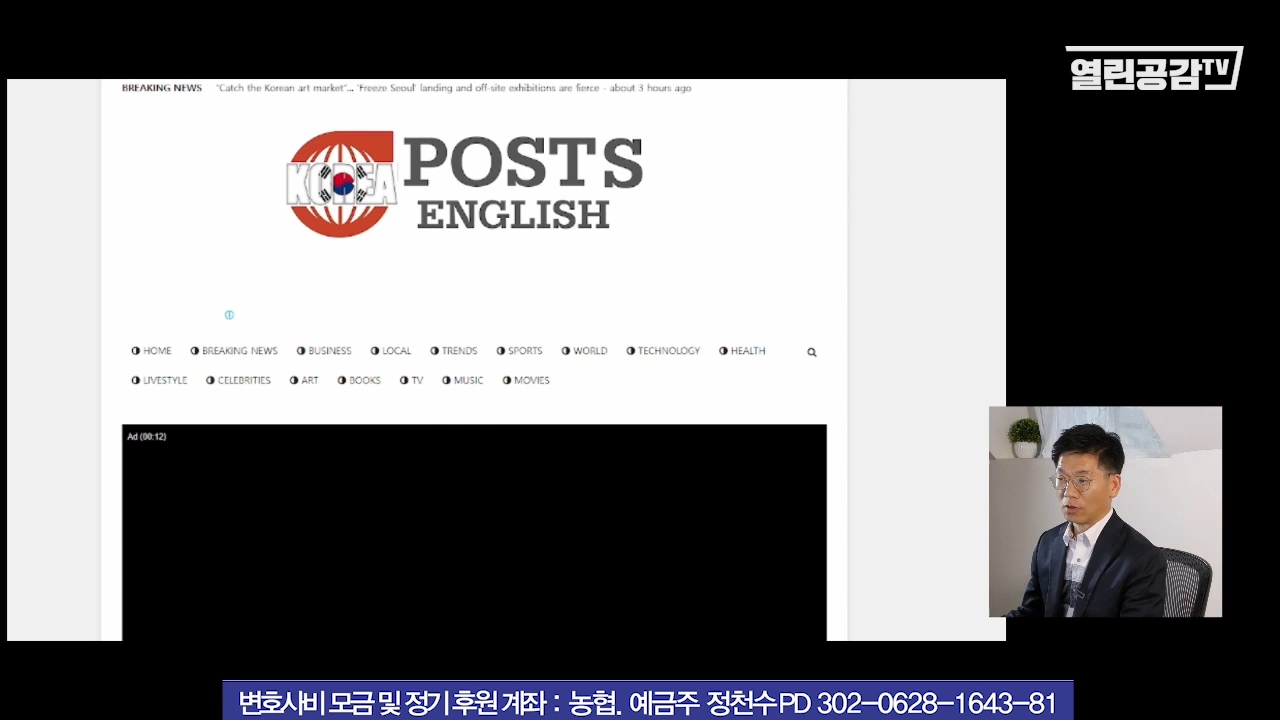 열린공감TV
BREAKING NEWS "Catch the Korean art market"... 'Freeze Seoul' landing and off-site exhibitions are fierce - about 3 hours ago
KOREA POSTS
ENGLISH
HOME BREAKING NEWS BUSINESS LOCAL TRENDS SPORTS WORLD TECHNOLOGY HEALTH
LIVESTYLE CELEBRITIES ART BOOKS TV MUSIC MOVIES
Ad (00:12)
변호사비 모금 및 정기 후원 계좌 : 농협. 예금주 정천수PD 302-0628-1643-81